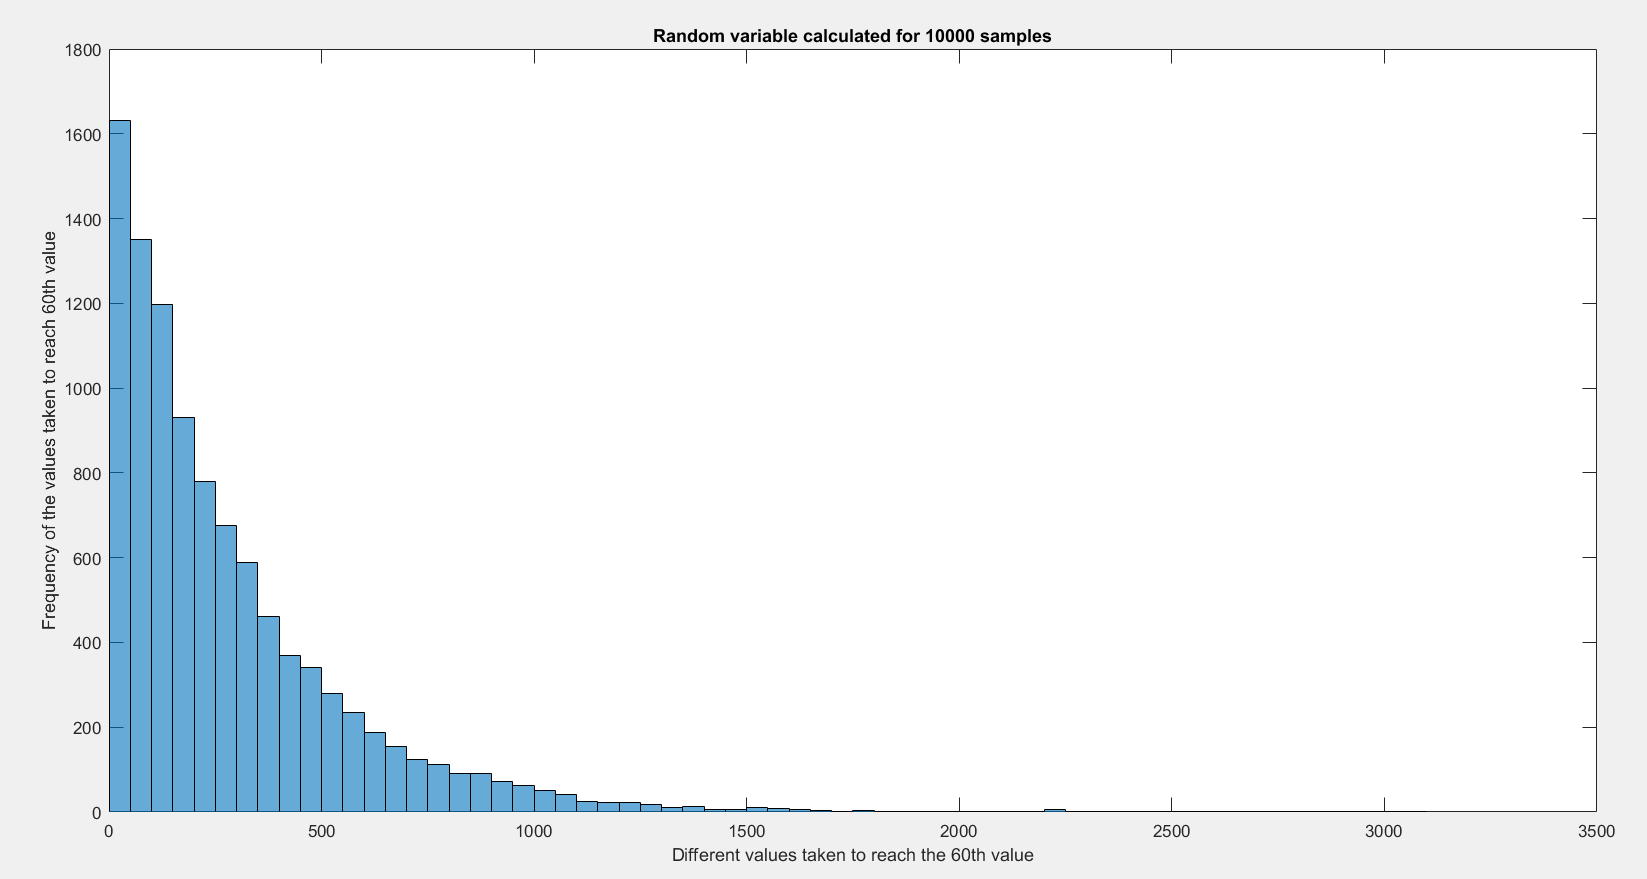 Random variable calculated for 10000 samples
1800
1600
1400
1200
1000
800
600
400
200
0
Frequency of the values taken to reach 60th value
0 500 1000 1500 2000 2500 3000 3500
Different values taken to reach the 60th value